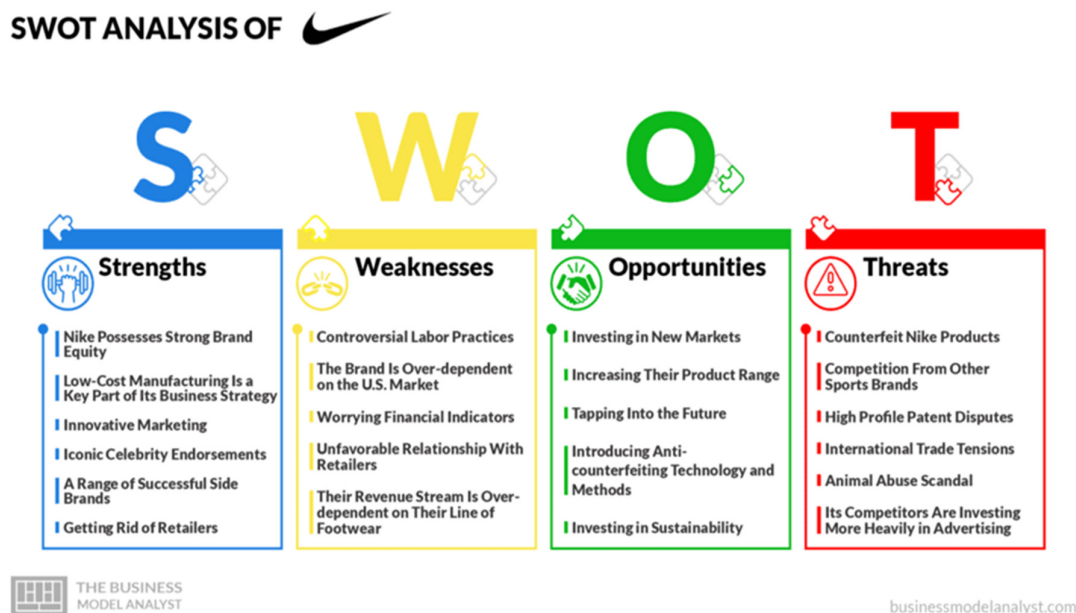 SWOT ANALYSIS OF
S
W
O
T
Strengths
Nike Possesses Strong Brand
Equity
Low-Cost Manufacturing Is a
Key Part of Its Business Strategy
Innovative Marketing
Iconic Celebrity Endorsements
A Range of Successful Side
Brands
Getting Rid of Retailers
Weaknesses
Controversial Labor Practices
The Brand Is Over-dependent
on the U.S. Market
Worrying Financial Indicators
Unfavorable Relationship With
Retailers
Their Revenue Stream Is Over-
dependent on Their Line of
Footwear
Opportunities
Investing in New Markets
Increasing Their Product Range
Tapping Into the Future
Introducing Anti-
counterfeiting Technology and
Methods
Investing in Sustainability
Threats
Counterfeit Nike Products
Competition From Other
Sports Brands
High Profile Patent Disputes
International Trade Tensions
Animal Abuse Scandal
Its Competitors Are Investing
More Heavily in Advertising
THE BUSINESS
MODEL ANALYST
businessmodelanalyst.com